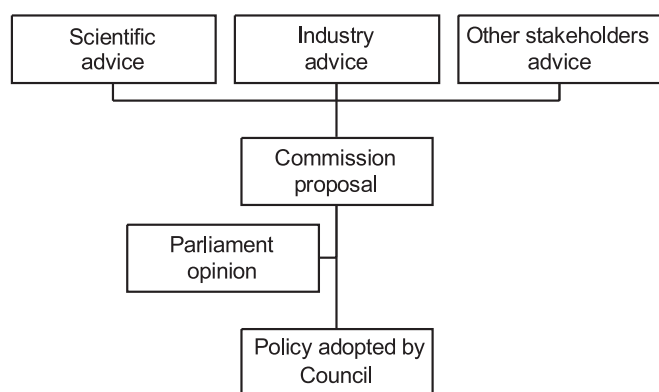 Scientific
advice
Industry
advice
Other stakeholders
advice
Commission
proposal
Parliament
opinion
Policy adopted by
Council